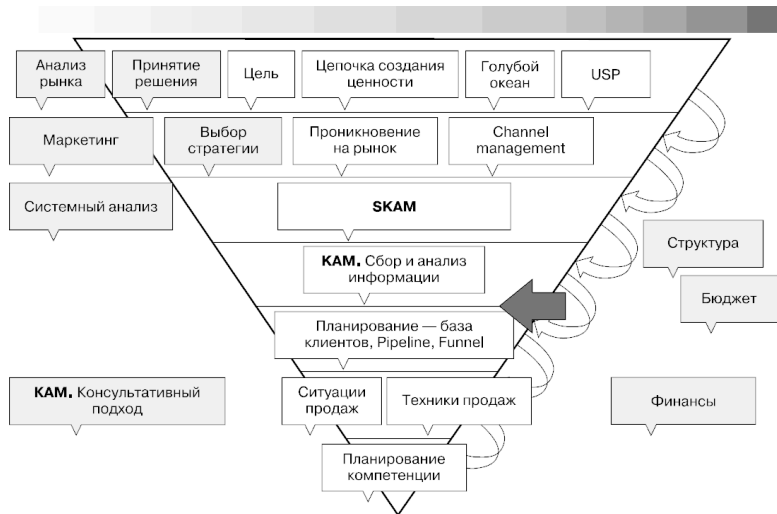 Анализ
рынка
Принятие
решения
Цель
Цепочка создания
ценности
Голубой
океан
USP
Маркетинг
Выбор
стратегии
Проникновение
на рынок
Channel
management
Системный анализ
SKAM
Структура
КАМ. Сбор и анализ
информации
Бюджет
Планирование — база
клиентов, Pipeline, Funnel
КАМ. Консультативный
подход
Ситуации
продаж
Техники продаж
Финансы
Планирование
компетенции